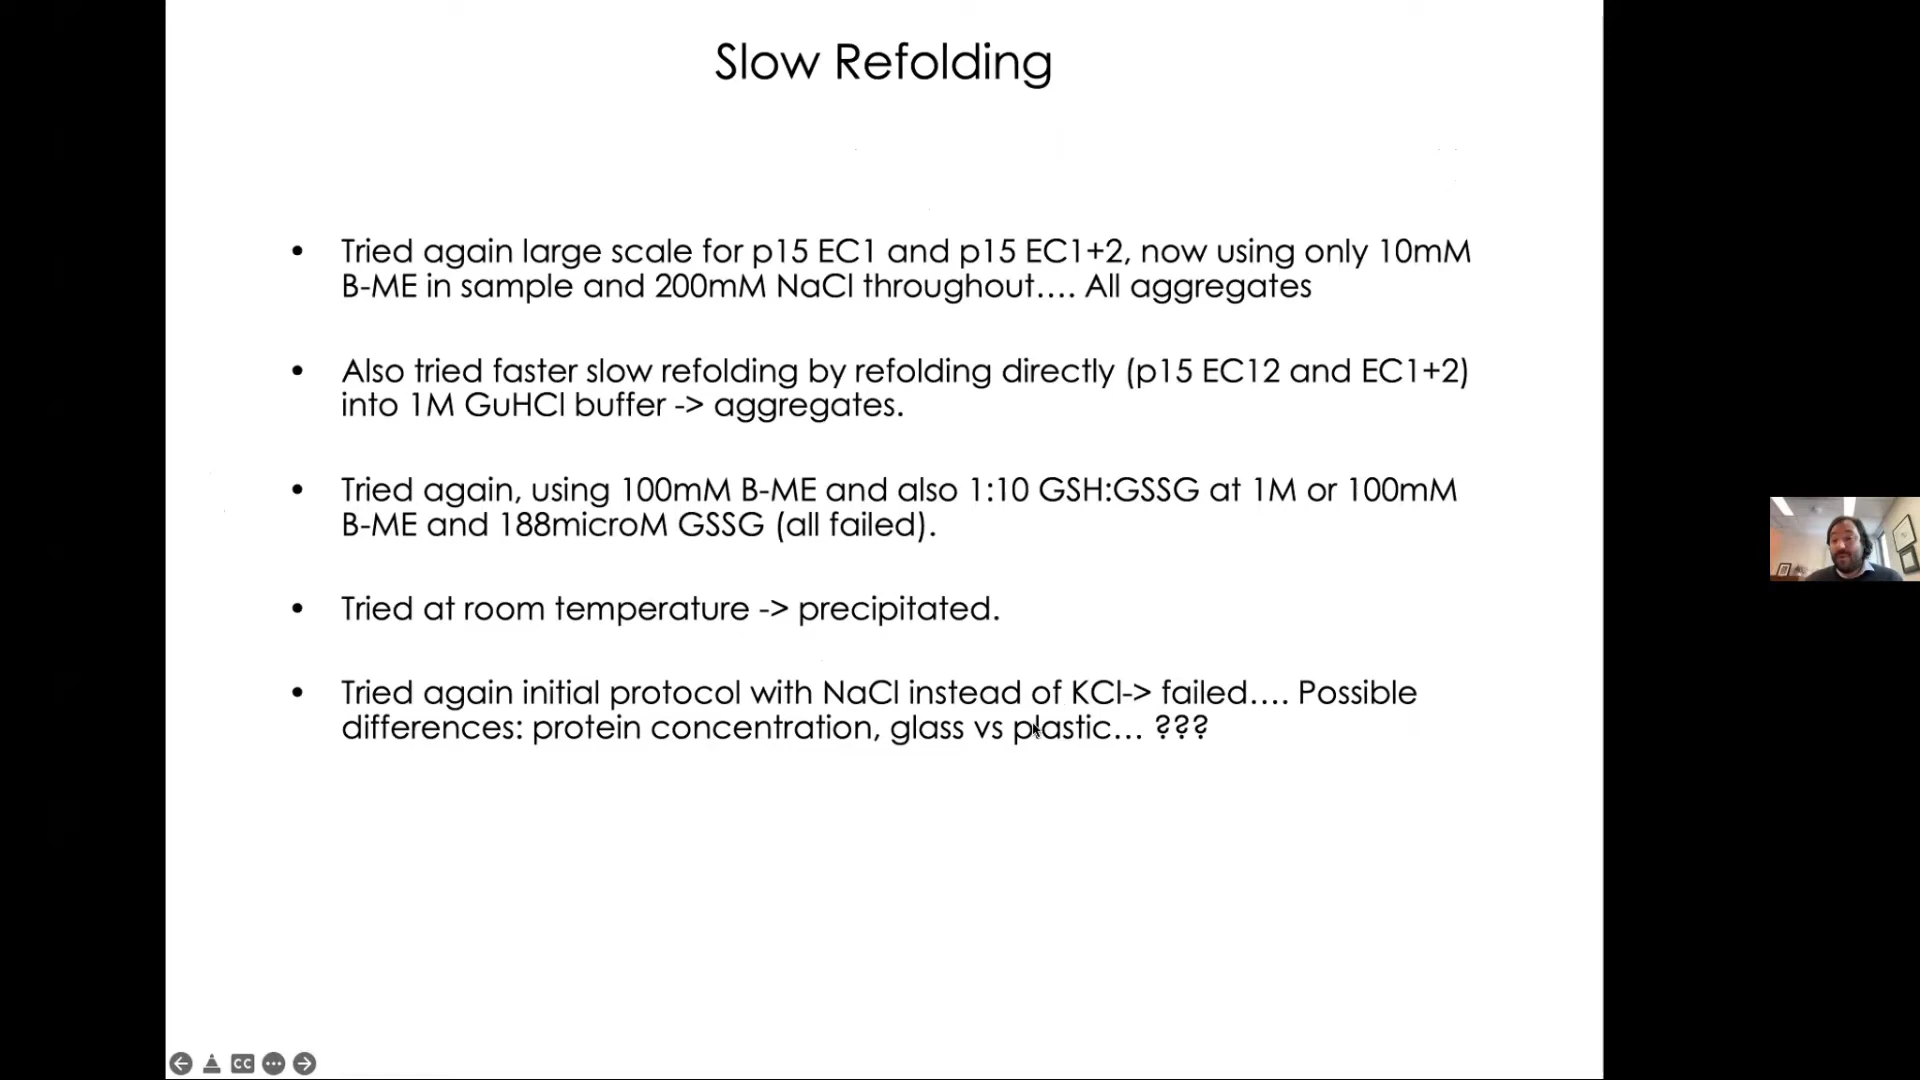 Slow Refolding
• Tried again large scale for p15 EC1 and p15 EC1+2, now using only 10mM
B-ME in sample and 200mM NaCl throughout.... All aggregates
• Also tried faster slow refolding by refolding directly (p15 EC12 and EC1+2)
into 1M GuHCl buffer -> aggregates.
• Tried again, using 100mM B-ME and also 1:10 GSH:GSSG at 1M or 100mM
B-ME and 188microM GSSG (all failed).
• Tried at room temperature -> precipitated.
• Tried again initial protocol with NaCl instead of KCl-> failed.... Possible
differences: protein concentration, glass vs plastic... ???
CC